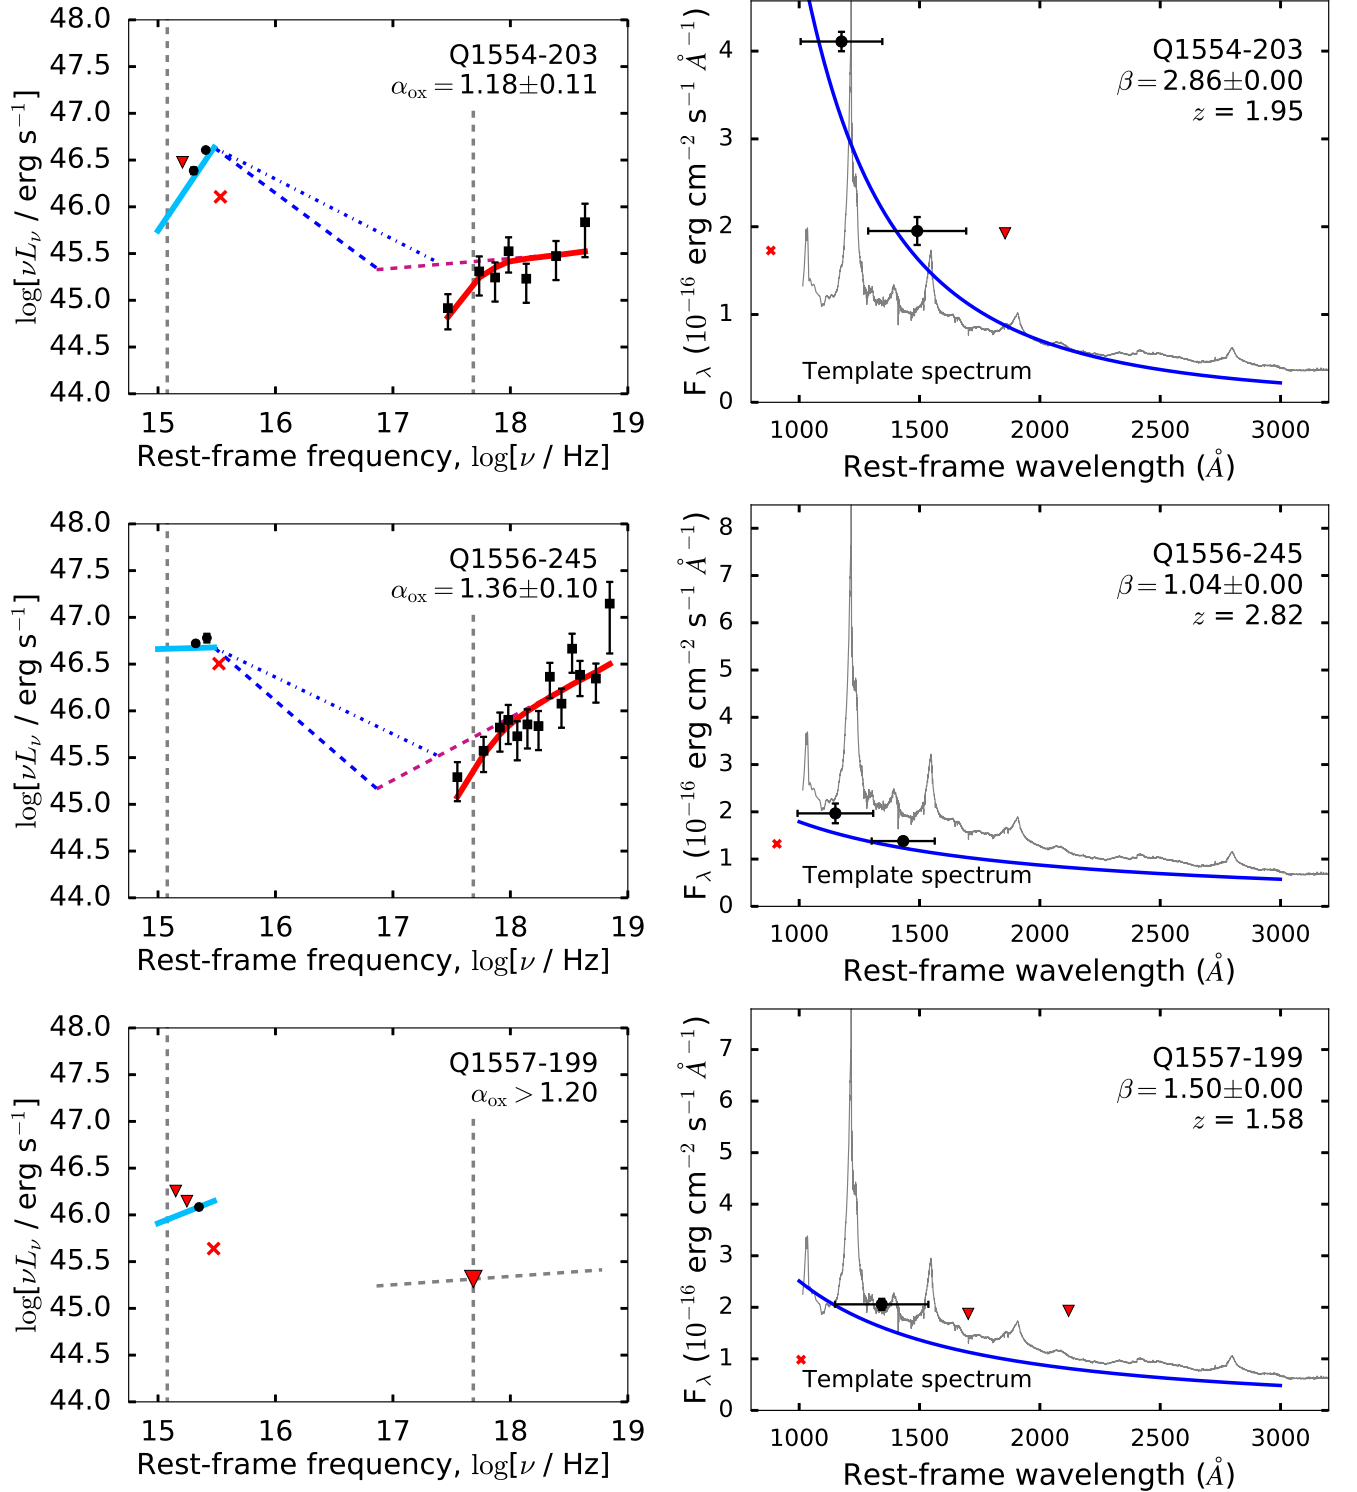 48.0
47.5
47.0
46.5
46.0
45.5
45.0
44.5
44.0
log[νLν / erg s⁻¹]
Q1554-203
αox = 1.18±0.11
15 16 17 18 19
Rest-frame frequency, log[ν / Hz]
4
3
2
1
0
Fλ (10⁻¹⁶ erg cm⁻² s⁻¹ Å⁻¹)
Q1554-203
β = 2.86±0.00
z = 1.95
Template spectrum
1000 1500 2000 2500 3000
Rest-frame wavelength (Å)
48.0
47.5
47.0
46.5
46.0
45.5
45.0
44.5
44.0
log[νLν / erg s⁻¹]
Q1556-245
αox = 1.36±0.10
15 16 17 18 19
Rest-frame frequency, log[ν / Hz]
8
7
6
5
4
3
2
1
0
Fλ (10⁻¹⁶ erg cm⁻² s⁻¹ Å⁻¹)
Q1556-245
β = 1.04±0.00
z = 2.82
Template spectrum
1000 1500 2000 2500 3000
Rest-frame wavelength (Å)
48.0
47.5
47.0
46.5
46.0
45.5
45.0
44.5
44.0
log[νLν / erg s⁻¹]
Q1557-199
αox > 1.20
15 16 17 18 19
Rest-frame frequency, log[ν / Hz]
7
6
5
4
3
2
1
0
Fλ (10⁻¹⁶ erg cm⁻² s⁻¹ Å⁻¹)
Q1557-199
β = 1.50±0.00
z = 1.58
Template spectrum
1000 1500 2000 2500 3000
Rest-frame wavelength (Å)